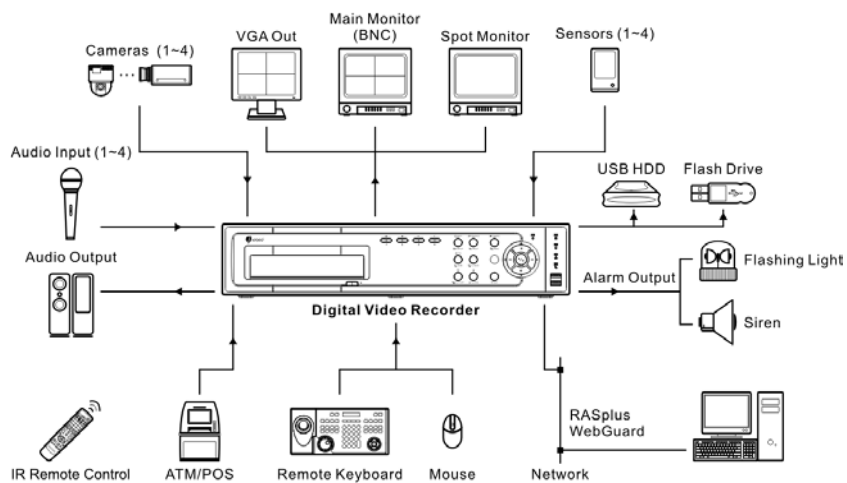 Cameras (1~4)
VGA Out
Main Monitor
(BNC)
Spot Monitor
Sensors (1~4)
Audio Input (1~4)
USB HDD
Flash Drive
Audio Output
Alarm Output
Flashing Light
Digital Video Recorder
Siren
RASplus
WebGuard
IR Remote Control
ATM/POS
Remote Keyboard
Mouse
Network